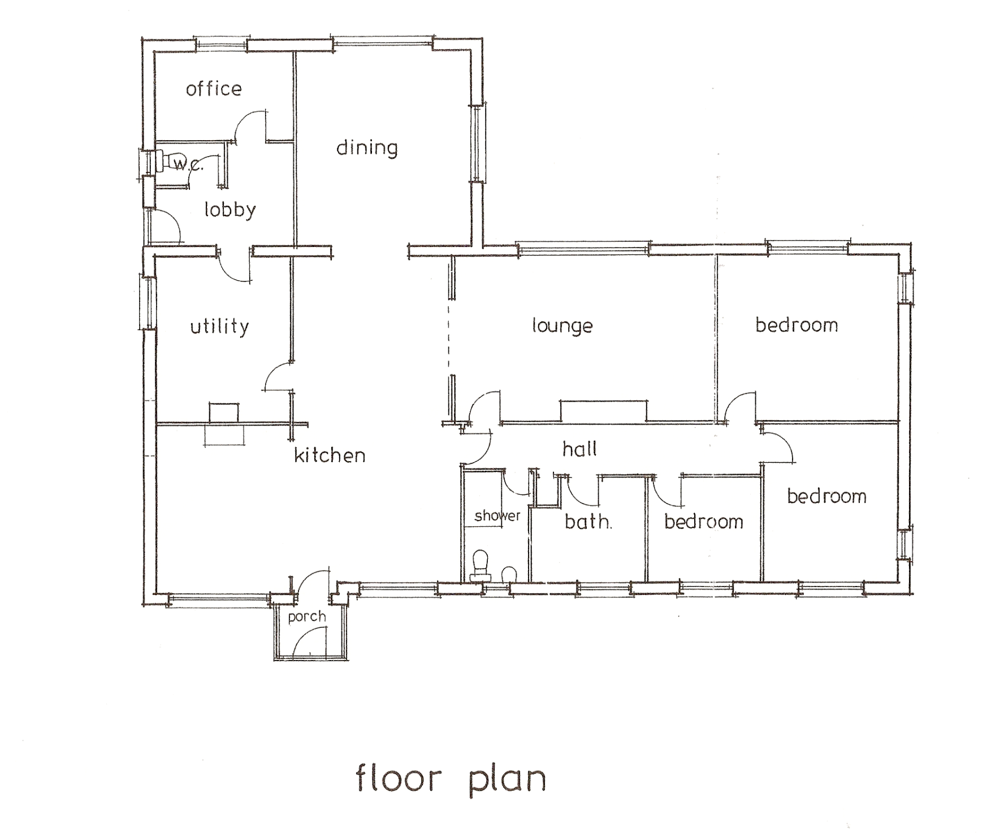 office
dining
w.c.
lobby
utility
lounge
bedroom
kitchen
hall
bedroom
shower
bath.
bedroom
porch
floor plan